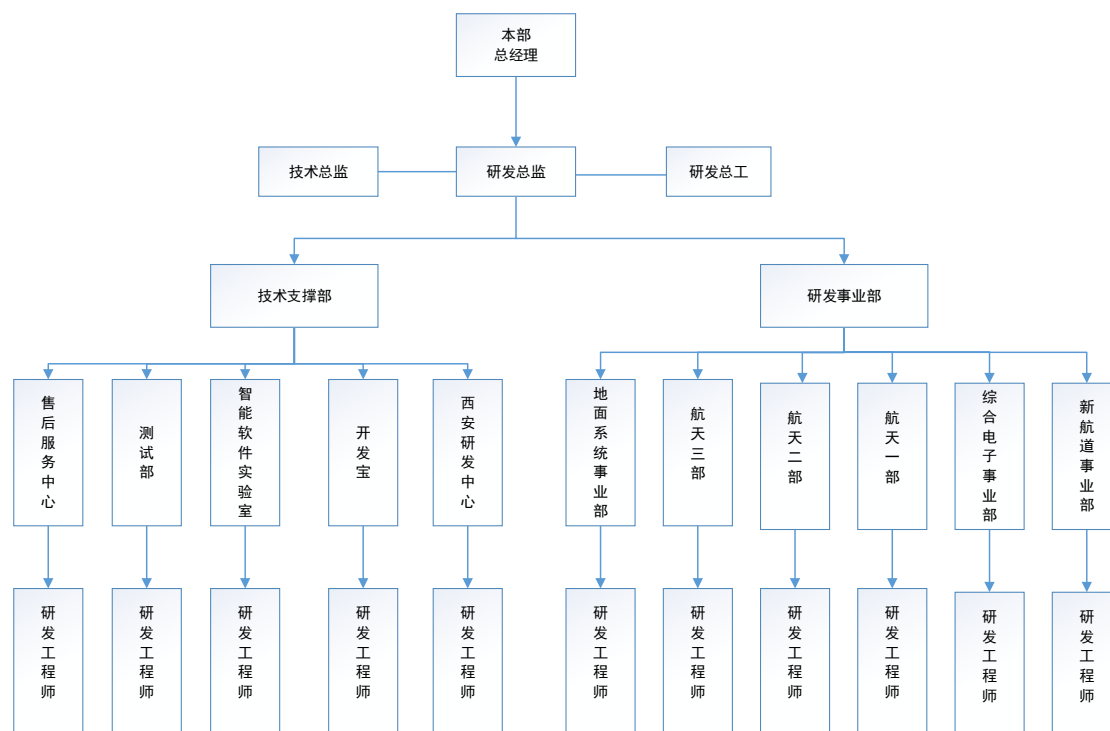 本部
总经理
技术总监
研发总监
研发总工
技术支撑部
研发事业部
售后服务中心
测试部
智能软件实验室
开发宝
西安研发中心
地面系统事业部
航天三部
航天二部
航天一部
综合电子事业部
新航道事业部
研发工程师
研发工程师
研发工程师
研发工程师
研发工程师
研发工程师
研发工程师
研发工程师
研发工程师
研发工程师
研发工程师